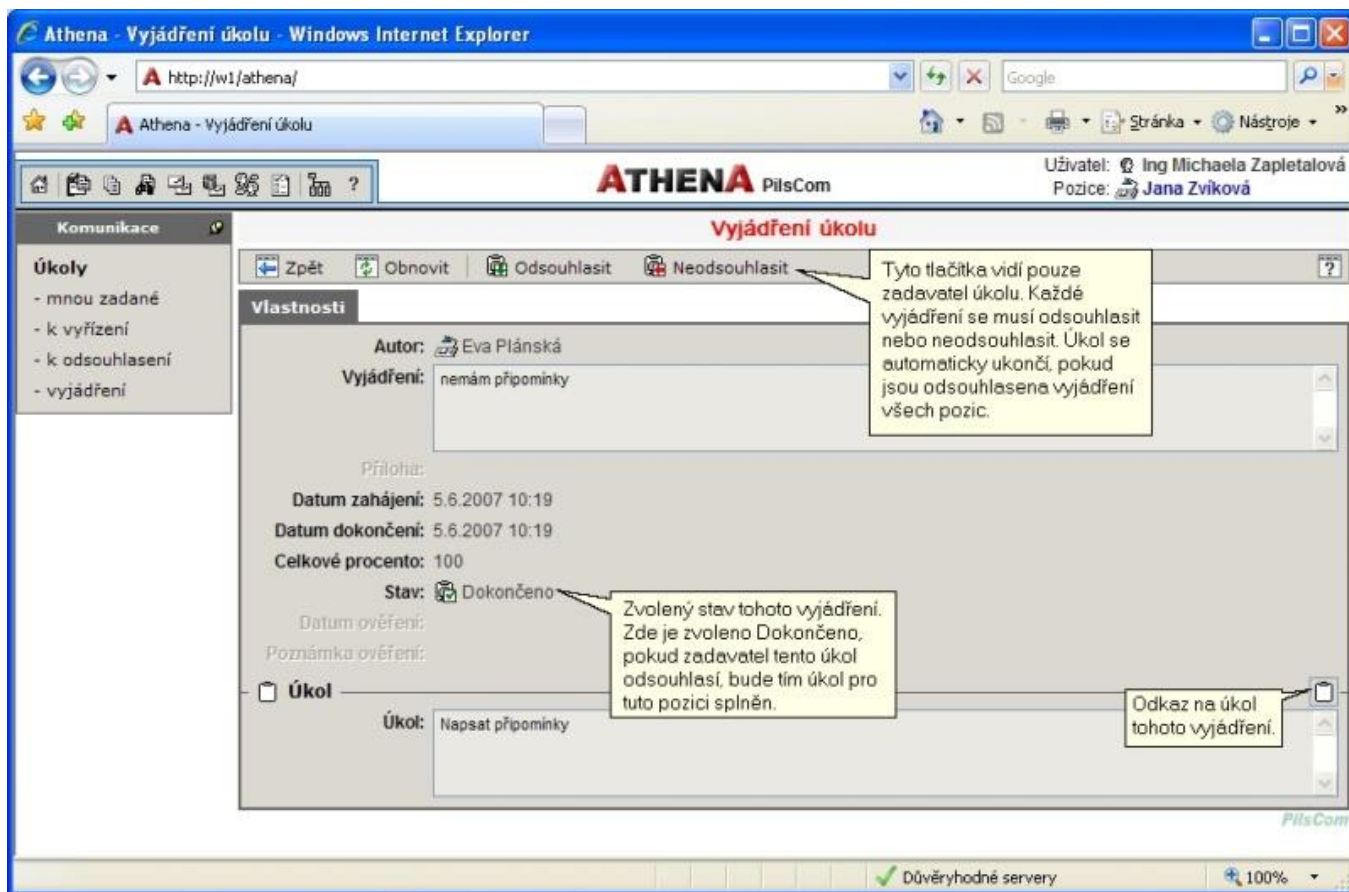 Athena - Vyjádření úkolu - Windows Internet Explorer
http://w1/athena/
Google
Athena - Vyjádření úkolu
Stránka
Nástroje
»
?
ATHENA PilsCom
Uživatel: Ing Michaela Zapletalová
Pozice: Jana Zvíková
Komunikace
Vyjádření úkolu
Úkoly
- mnou zadané
- k vyřízení
- k odsouhlasení
- vyjádření
Zpět Obnovit Odsouhlasit Neodsouhlasit
?
Tyto tlačítka vidí pouze
zadavatel úkolu. Každé
vyjádření se musí odsouhlasit
nebo neodsouhlasit. Úkol se
automaticky ukončí, pokud
jsou odsouhlasena vyjádření
všech pozic.
Vlastnosti
Autor: Eva Plánská
Vyjádření: nemám připomínky
Příloha:
Datum zahájení: 5.6.2007 10:19
Datum dokončení: 5.6.2007 10:19
Celkové procento: 100
Stav: Dokončeno
Zvolený stav tohoto vyjádření.
Zde je zvoleno Dokončeno,
pokud zadavatel tento úkol
odsouhlasí, bude tím úkol pro
tuto pozici splněn.
Datum ověření:
Poznámka ověření:
Úkol
Odkaz na úkol
tohoto vyjádření.
Úkol: Napsat připomínky
PilsCom
Důvěryhodné servery
100%